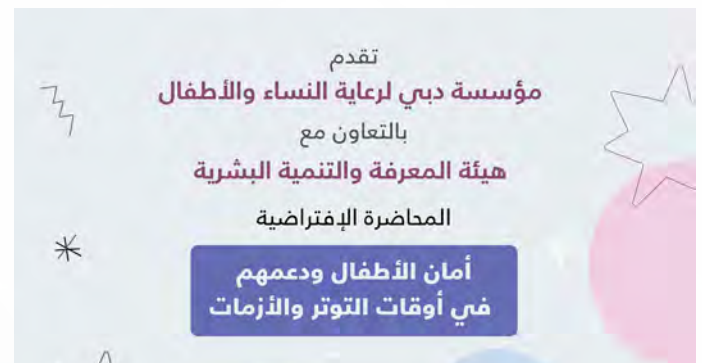 تقدم
مؤسسة دبي لرعاية النساء والأطفال
بالتعاون مع
هيئة المعرفة والتنمية البشرية
المحاضرة الإفتراضية
أمان الأطفال ودعمهم
في أوقات التوتر والأزمات